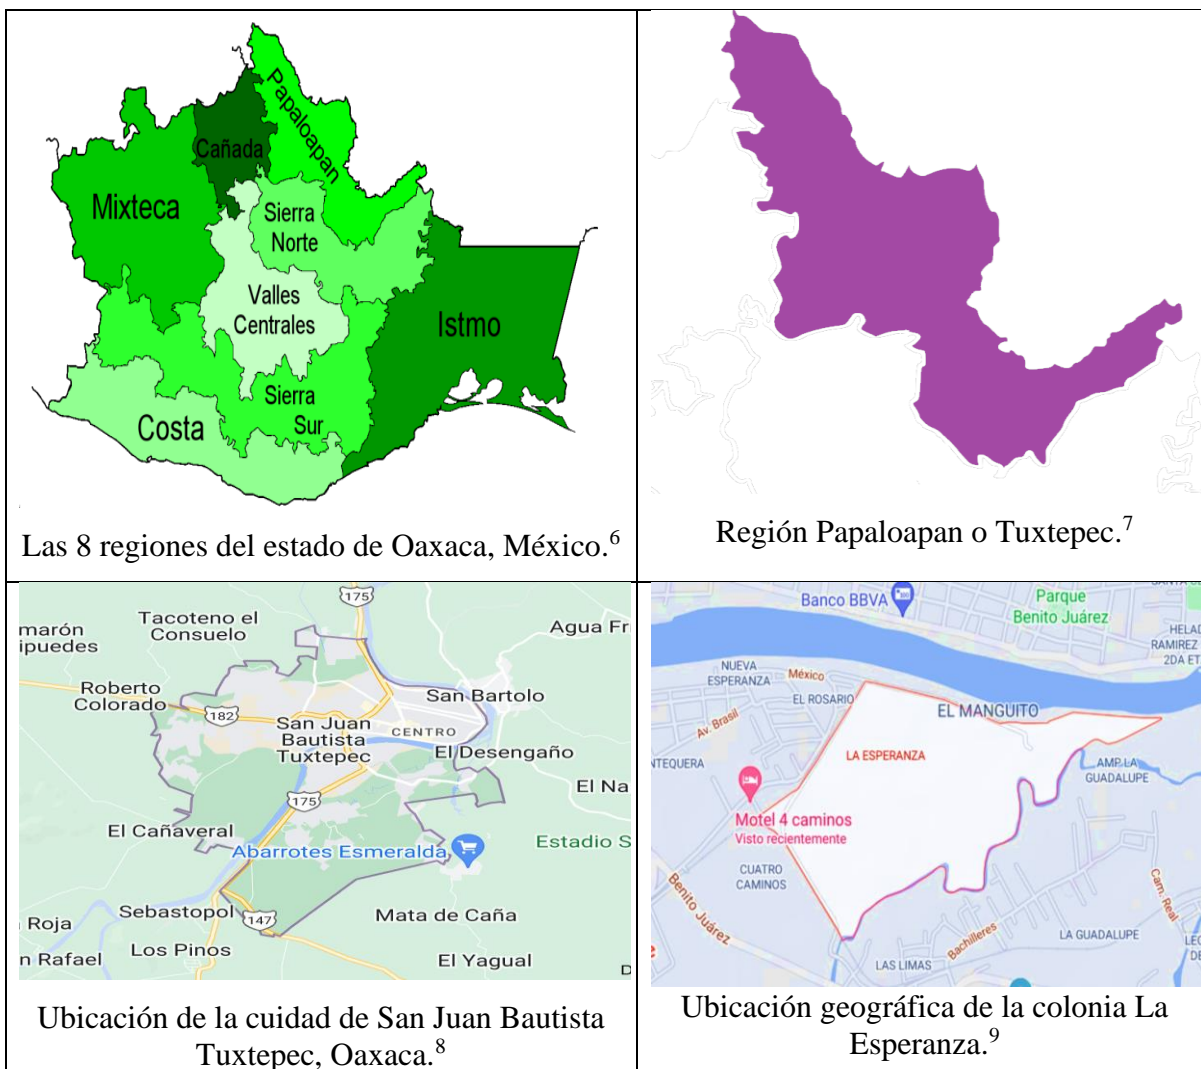 Papaloapan
Cañada
Mixteca
Sierra
Norte
Valles
Centrales
Istmo
Sierra
Sur
Costa
Las 8 regiones del estado de Oaxaca, México.6
Región Papaloapan o Tuxtepec.7
175
Tacoteno el
Consuelo
marón
ipuedes
Agua Fr
Roberto
Colorado
San Bartolo
182
San Juan
Bautista
Tuxtepec
CENTRO
El Desengaño
El Na
175
El Cañaveral
Abarrotes Esmeralda
Estadio S
Sebastopol
147
Mata de Caña
Roja
Los Pinos
n Rafael
El Yagual
D
Ubicación de la cuidad de San Juan Bautista
Tuxtepec, Oaxaca.8
Banco BBVA
Parque
Benito Juárez
HELAD
RAMIREZ
2DA ET
NUEVA
ESPERANZA
México
EL ROSARIO
EL MANGUITO
Av. Brasil
LA ESPERANZA
NTEQUERA
AMP. LA
GUADALUPE
Motel 4 caminos
Visto recientemente
CUATRO
CAMINOS
Benito Juárez
Cam. Real
Bachilleres
LA GUADALUPE
LAS LIMAS
Ubicación geográfica de la colonia La
Esperanza.9